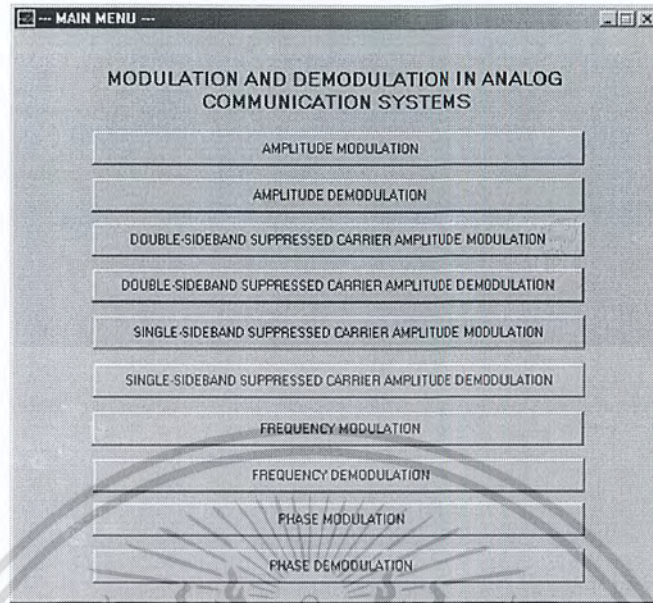 --- MAIN MENU ---
MODULATION AND DEMODULATION IN ANALOG
COMMUNICATION SYSTEMS
AMPLITUDE MODULATION
AMPLITUDE DEMODULATION
DOUBLE-SIDEBAND SUPPRESSED CARRIER AMPLITUDE MODULATION
DOUBLE-SIDEBAND SUPPRESSED CARRIER AMPLITUDE DEMODULATION
SINGLE-SIDEBAND SUPPRESSED CARRIER AMPLITUDE MODULATION
SINGLE-SIDEBAND SUPPRESSED CARRIER AMPLITUDE DEMODULATION
FREQUENCY MODULATION
FREQUENCY DEMODULATION
PHASE MODULATION
PHASE DEMODULATION